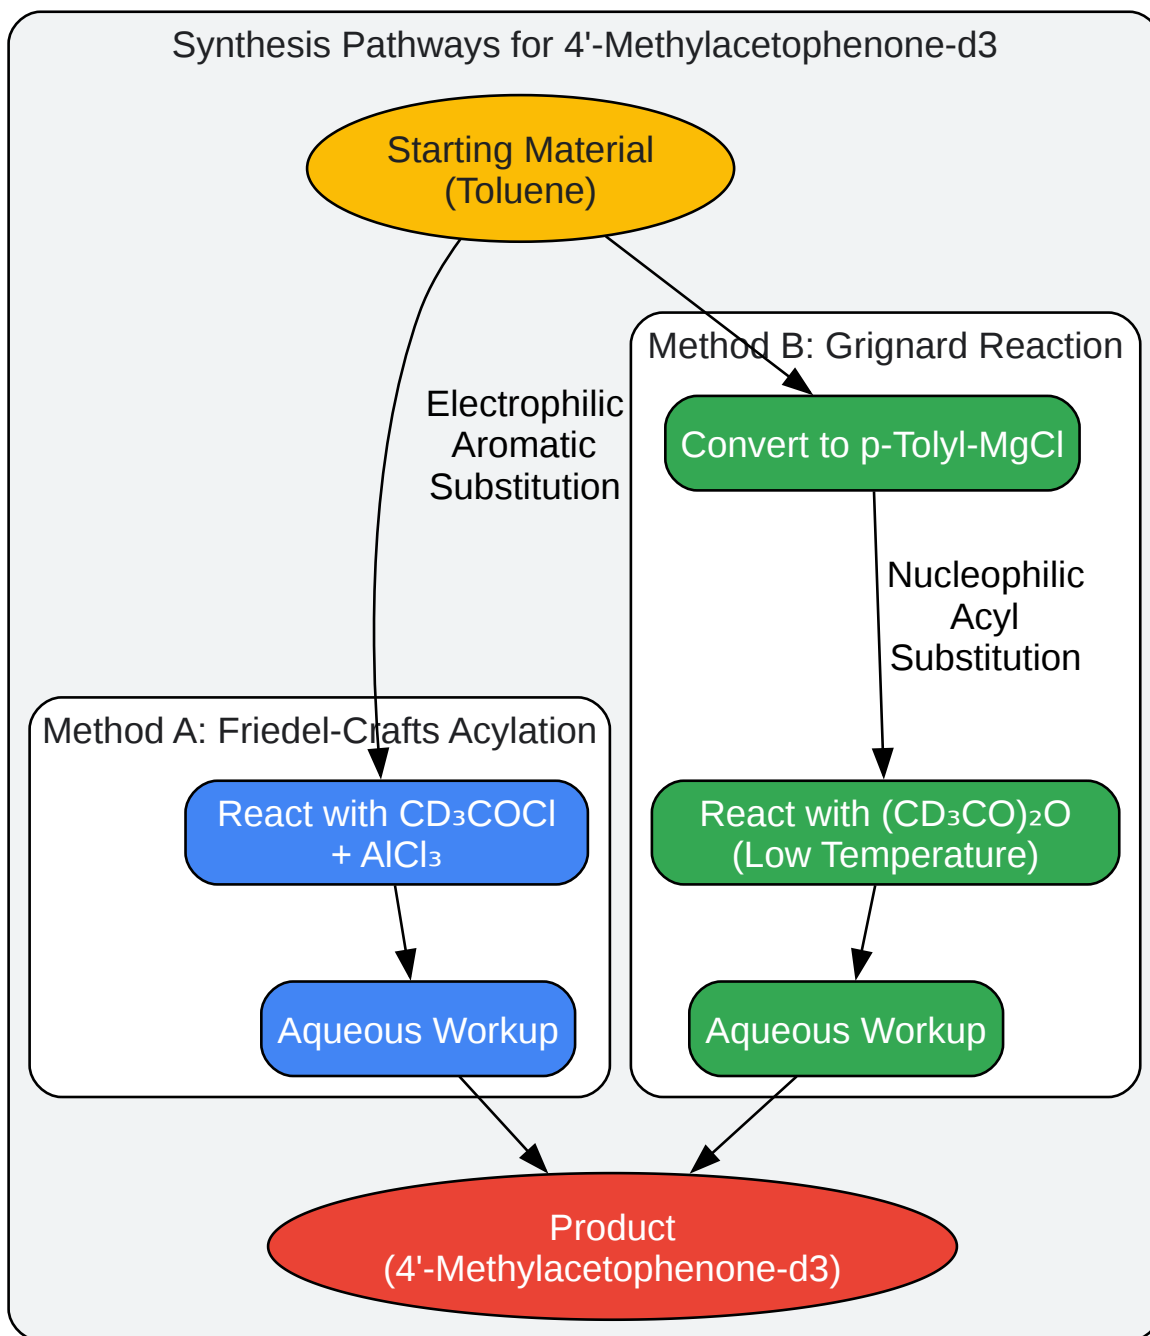 Synthesis Pathways for 4'-Methylacetophenone-d3
Starting Material
(Toluene)
Method B: Grignard Reaction
Electrophilic
Aromatic
Substitution
Convert to p-Tolyl-MgCl
Nucleophilic
Acyl
Substitution
Method A: Friedel-Crafts Acylation
React with CD₃COCl
+ AlCl₃
React with (CD₃CO)₂O
(Low Temperature)
Aqueous Workup
Aqueous Workup
Product
(4'-Methylacetophenone-d3)